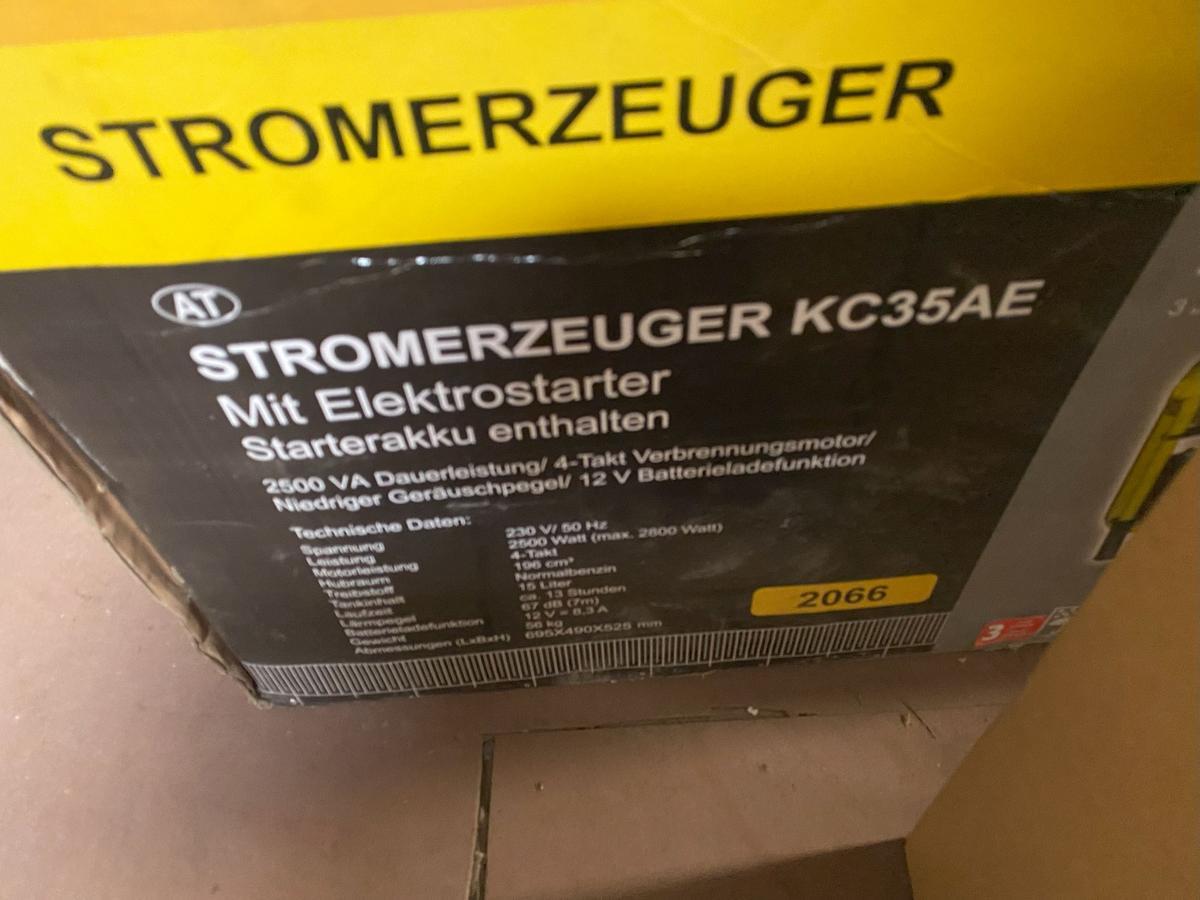 STROMERZEUGER
AT
STROMERZEUGER KC35AE
Mit Elektrostarter
Starterakku enthalten
2500 VA Dauerleistung/ 4-Takt Verbrennungsmotor/
Niedriger Geräuschpegel/ 12 V Batterieladefunktion
Technische Daten:
Spannung 230 V/ 50 Hz
Leistung 2500 Watt (max. 2800 Watt)
Motorleistung 4-Takt
Hubraum 196 cm³
Treibstoff Normalbenzin
Tankinhalt 15 Liter
Laufzeit ca. 13 Stunden
Lärmpegel 67 dB (7m)
Batterieladefunktion 12 V = 8,3 A
Gewicht 56 kg
Abmessungen (LxBxH) 695X490X525 mm
2066
3